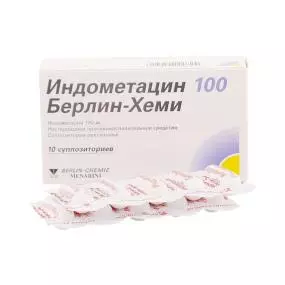 Индометацин 100
Берлин-Хеми
Индометацин 100 мг
Нестероидное противовоспалительное средство
Суппозитории ректальные
10 суппозиториев
BERLIN-CHEMIE
MENARINI